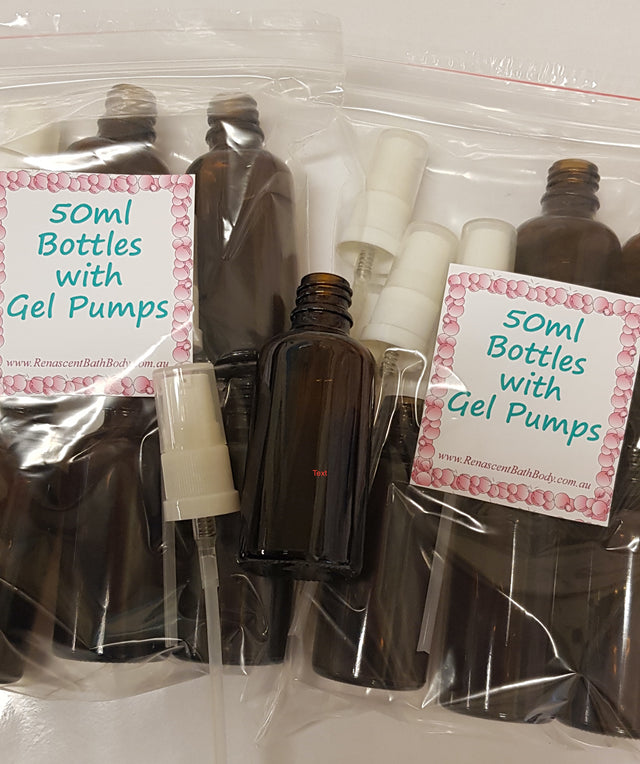 50ml
Bottles
with
Gel Pumps
www.RenascentBathBody.com.au
Text
50ml
Bottles
with
Gel Pumps
www.RenascentBathBody.com.au